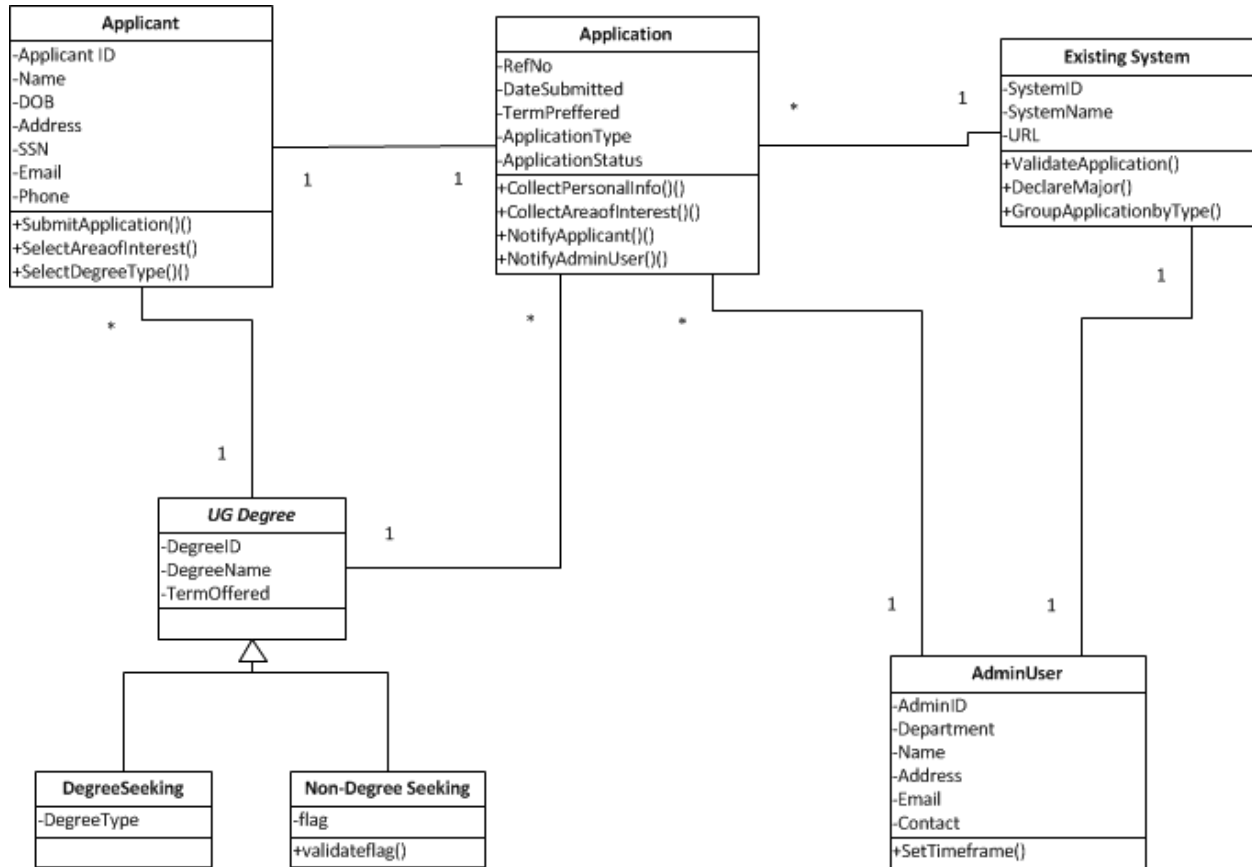 Applicant
-Applicant ID
-Name
-DOB
-Address
-SSN
-Email
-Phone
+SubmitApplication()()
+SelectAreaofInterest()
+SelectDegreeType()()
Application
-RefNo
-DateSubmitted
-TermPreffered
-ApplicationType
-ApplicationStatus
+CollectPersonalInfo()()
+CollectAreaofInterest()()
+NotifyApplicant()()
+NotifyAdminUser()()
Existing System
-SystemID
-SystemName
-URL
+ValidateApplication()
+DeclareMajor()
+GroupApplicationbyType()
1
1
*
1
*
1
*
1
*
1
1
1
UG Degree
-DegreeID
-DegreeName
-TermOffered
DegreeSeeking
-DegreeType
Non-Degree Seeking
-flag
+validateflag()
AdminUser
-AdminID
-Department
-Name
-Address
-Email
-Contact
+SetTimeframe()